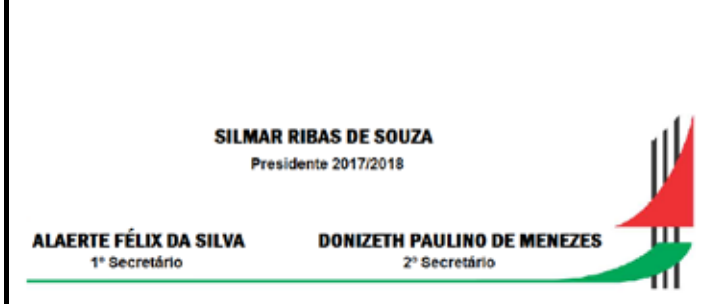 SILMAR RIBAS DE SOUZA
Presidente 2017/2018
ALAERTE FÉLIX DA SILVA DONIZETH PAULINO DE MENEZES
1º Secretário 2º Secretário